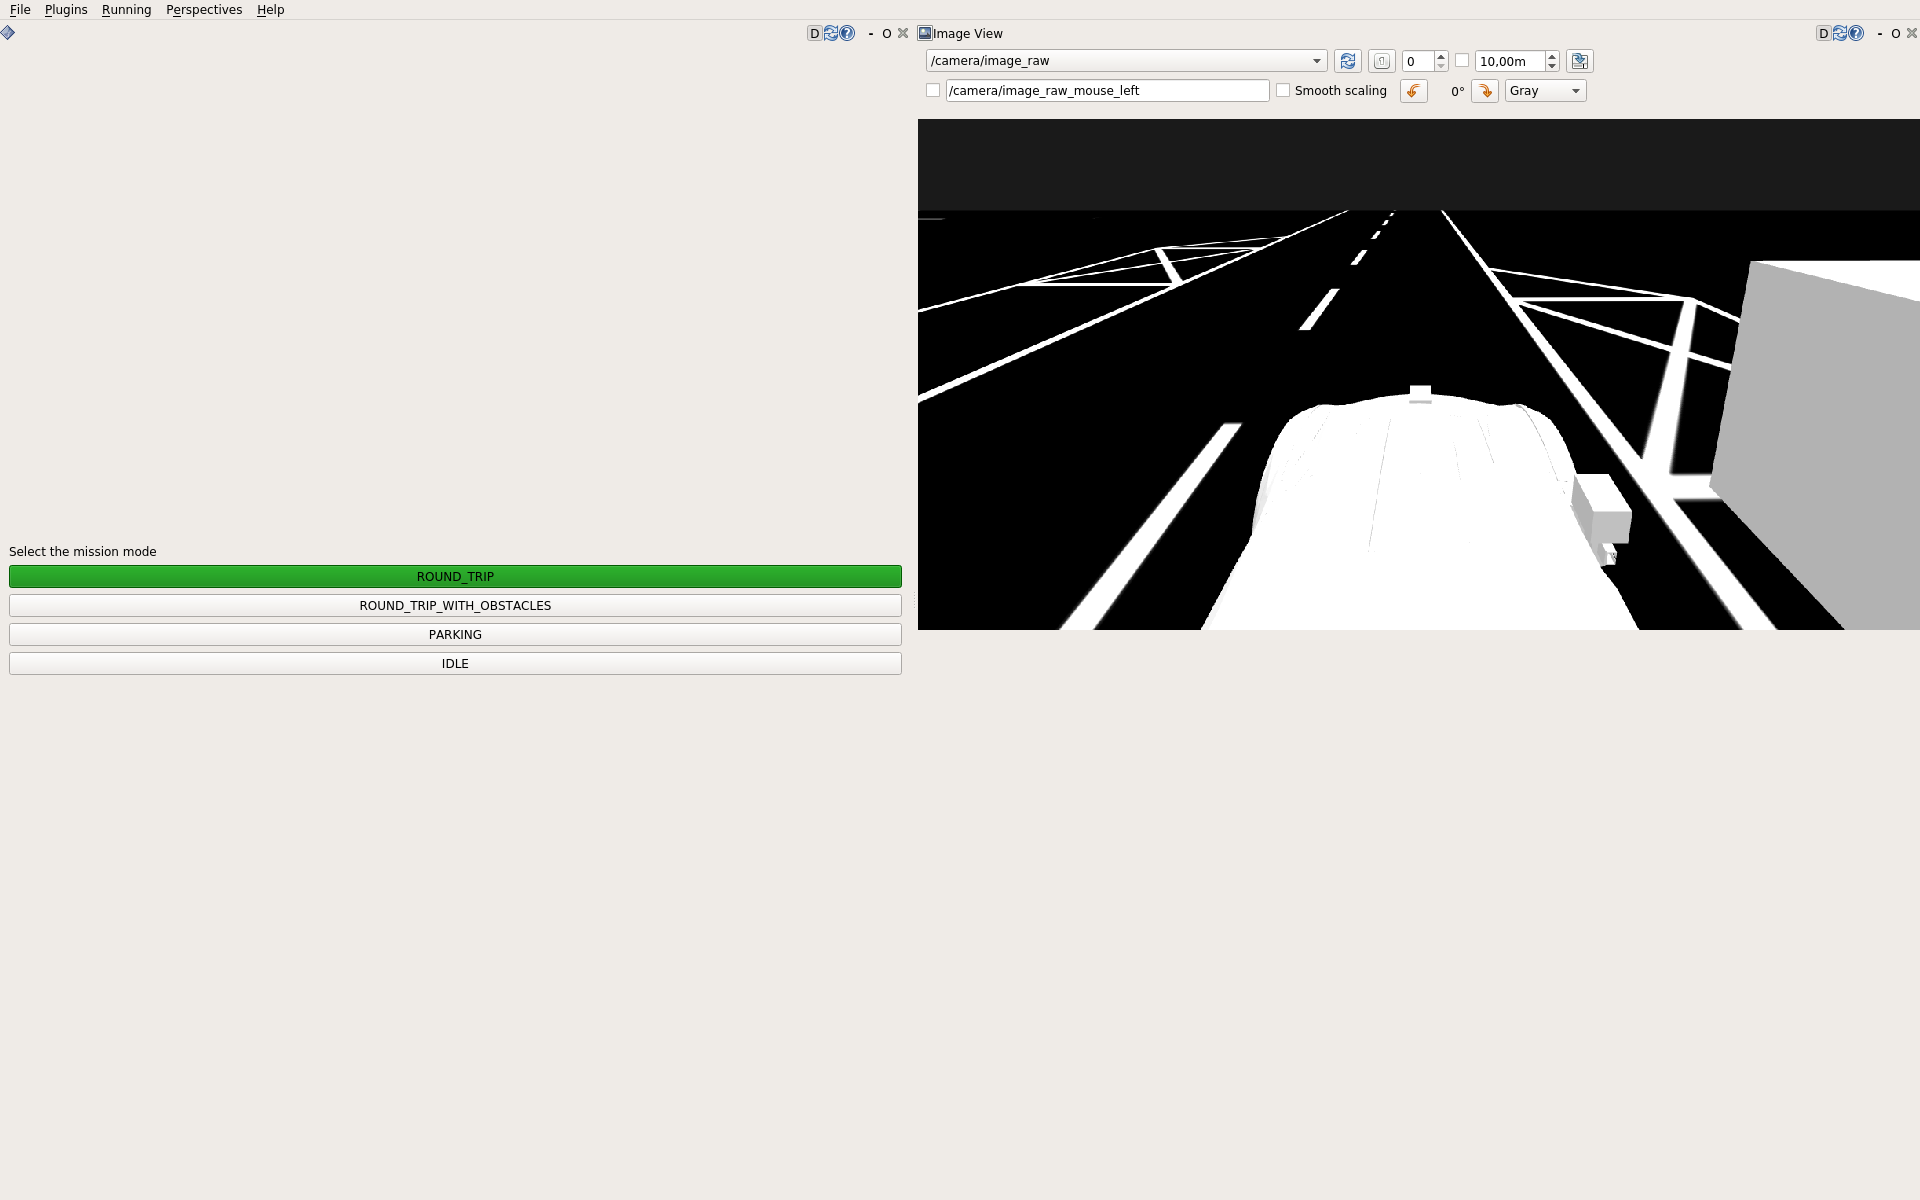 File Plugins Running Perspectives Help
D ? - O
Image View
D ? - O
/camera/image_raw
0
10,00m
/camera/image_raw_mouse_left
Smooth scaling
0°
Gray
Select the mission mode
ROUND_TRIP
ROUND_TRIP_WITH_OBSTACLES
PARKING
IDLE